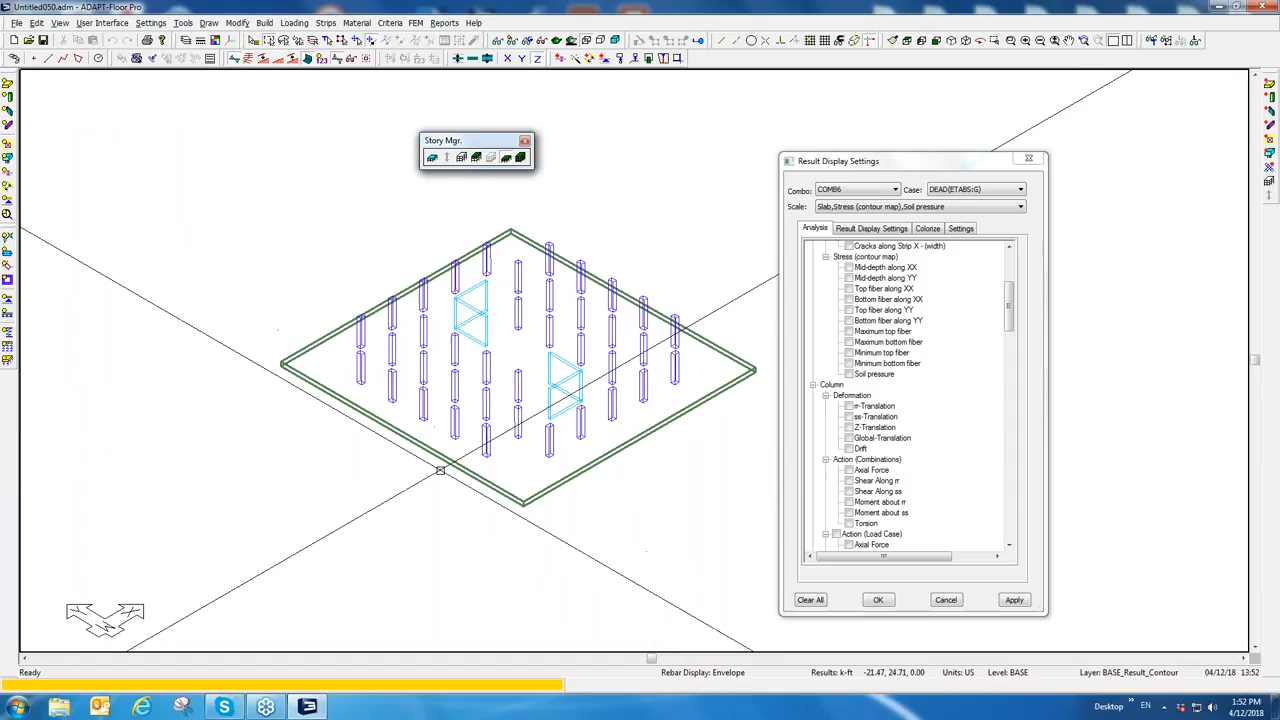 Untitled050.adm - ADAPT-Floor Pro
File Edit View User Interface Settings Tools Draw Modify Build Loading Strips Material Criteria FEM Reports Help
X Y Z
Story Mgr.
Result Display Settings
Combo: COMB6 Case: DEAD(ETABS:G)
Scale: Slab,Stress (contour map),Soil pressure
Analysis Result Display Settings Colorize Settings
Cracks along Strip X - (width)
Stress (contour map)
Mid-depth along XX
Mid-depth along YY
Top fiber along XX
Bottom fiber along XX
Top fiber along YY
Bottom fiber along YY
Maximum top fiber
Maximum bottom fiber
Minimum top fiber
Minimum bottom fiber
Soil pressure
Column
Deformation
rr-Translation
ss-Translation
Z-Translation
Global-Translation
Drift
Action (Combinations)
Axial Force
Shear Along rr
Shear Along ss
Moment about rr
Moment about ss
Torsion
Action (Load Case)
Axial Force
Clear All OK Cancel Apply
Ready Rebar Display: Envelope Results: k-ft -21.47, 24.71, 0.00 Units: US Level: BASE Layer: BASE_Result_Contour 04/12/18 13:52
Desktop EN 1:52 PM
4/12/2018